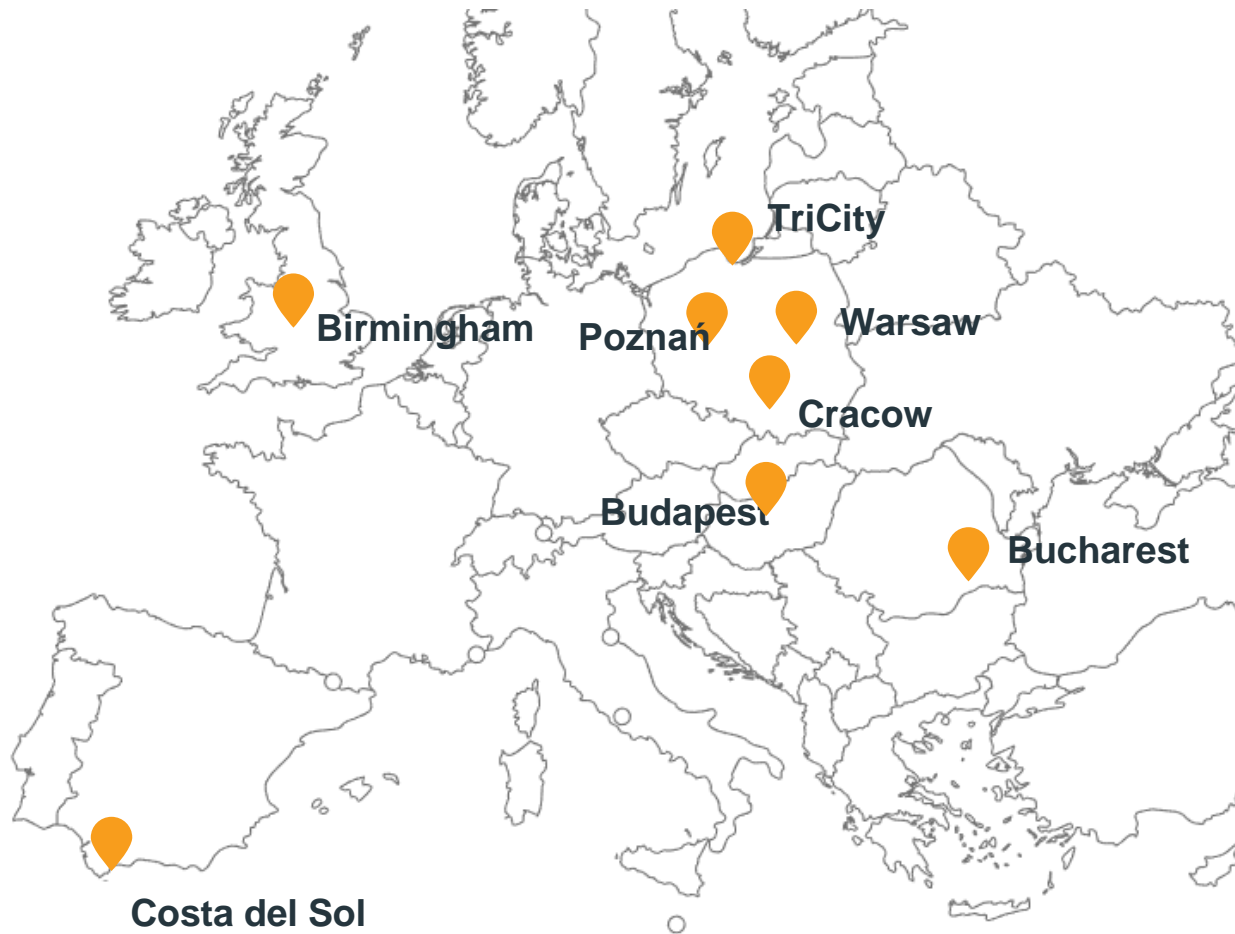 TriCity
Birmingham
Poznań
Warsaw
Cracow
Budapest
Bucharest
Costa del Sol